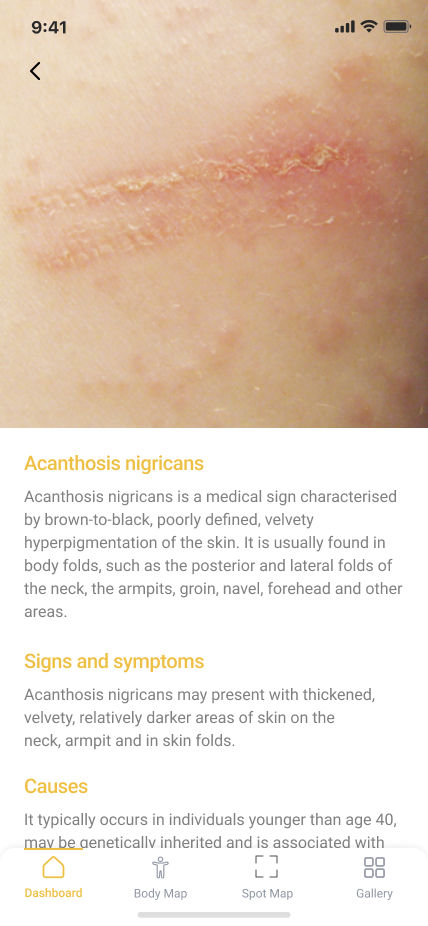 9:41
Acanthosis nigricans
Acanthosis nigricans is a medical sign characterised
by brown-to-black, poorly defined, velvety
hyperpigmentation of the skin. It is usually found in
body folds, such as the posterior and lateral folds of
the neck, the armpits, groin, navel, forehead and other
areas.
Signs and symptoms
Acanthosis nigricans may present with thickened,
velvety, relatively darker areas of skin on the
neck, armpit and in skin folds.
Causes
It typically occurs in individuals younger than age 40,
may be genetically inherited and is associated with
Dashboard
Body Map
Spot Map
Gallery